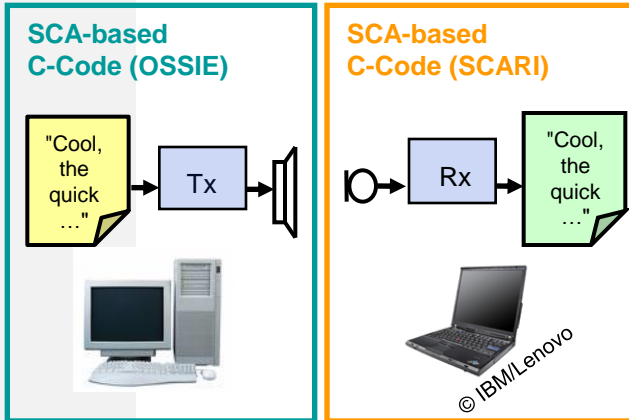 SCA-based
C-Code (OSSIE)
"Cool,
the
quick
…"
Tx
SCA-based
C-Code (SCARI)
Rx
"Cool,
the
quick
…"
© IBM/Lenovo